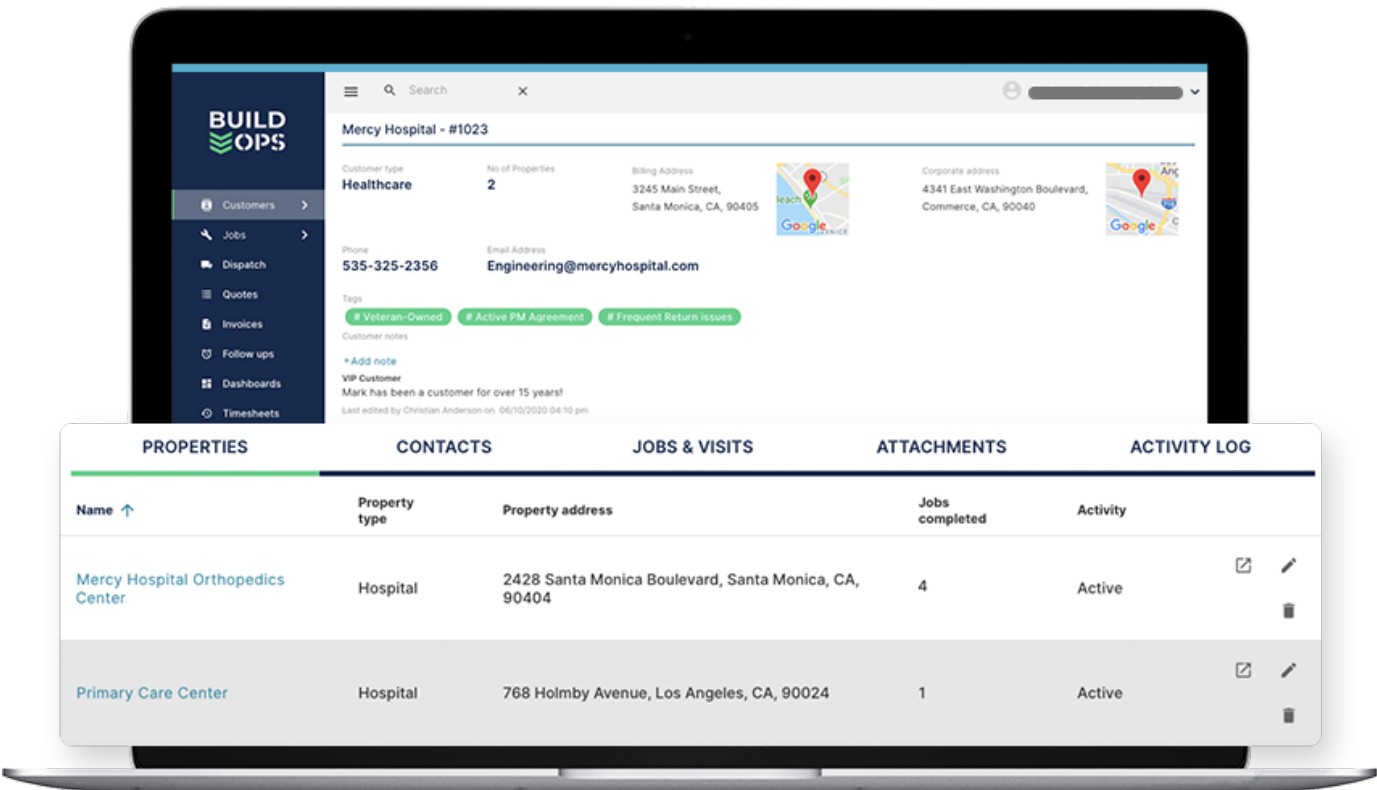 BUILD
OPS
Search
Mercy Hospital - #1023
Customer type
Healthcare
No of Properties
2
Billing Address
3245 Main Street,
Santa Monica, CA, 90405
Google
Corporate address
4341 East Washington Boulevard,
Commerce, CA, 90040
Ang
Google
Phone
535-325-2356
Email Address
Engineering@mercyhospital.com
Tags
# Veteran-Owned
# Active PM Agreement
# Frequent Return issues
Customer notes
+Add note
VIP Customer
Mark has been a customer for over 15 years!
Last edited by Christian Anderson on 06/10/2020 04:10 pm
Customers
Jobs
Dispatch
Quotes
Invoices
Follow ups
Dashboards
Timesheets
PROPERTIES CONTACTS JOBS & VISITS ATTACHMENTS ACTIVITY LOG
Name
Property
type
Property address
Jobs
completed
Activity
Mercy Hospital Orthopedics
Center
Hospital
2428 Santa Monica Boulevard, Santa Monica, CA,
90404
4
Active
Primary Care Center
Hospital
768 Holmby Avenue, Los Angeles, CA, 90024
1
Active